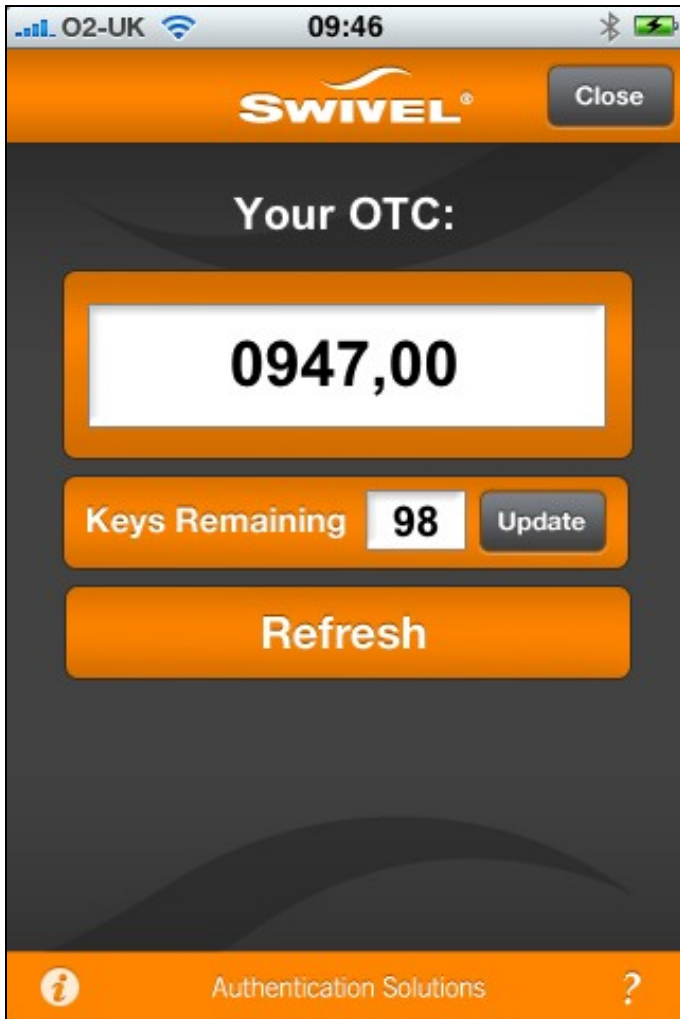 O2-UK 09:46
SWIVEL® Close
Your OTC:
0947,00
Keys Remaining 98 Update
Refresh
i Authentication Solutions ?